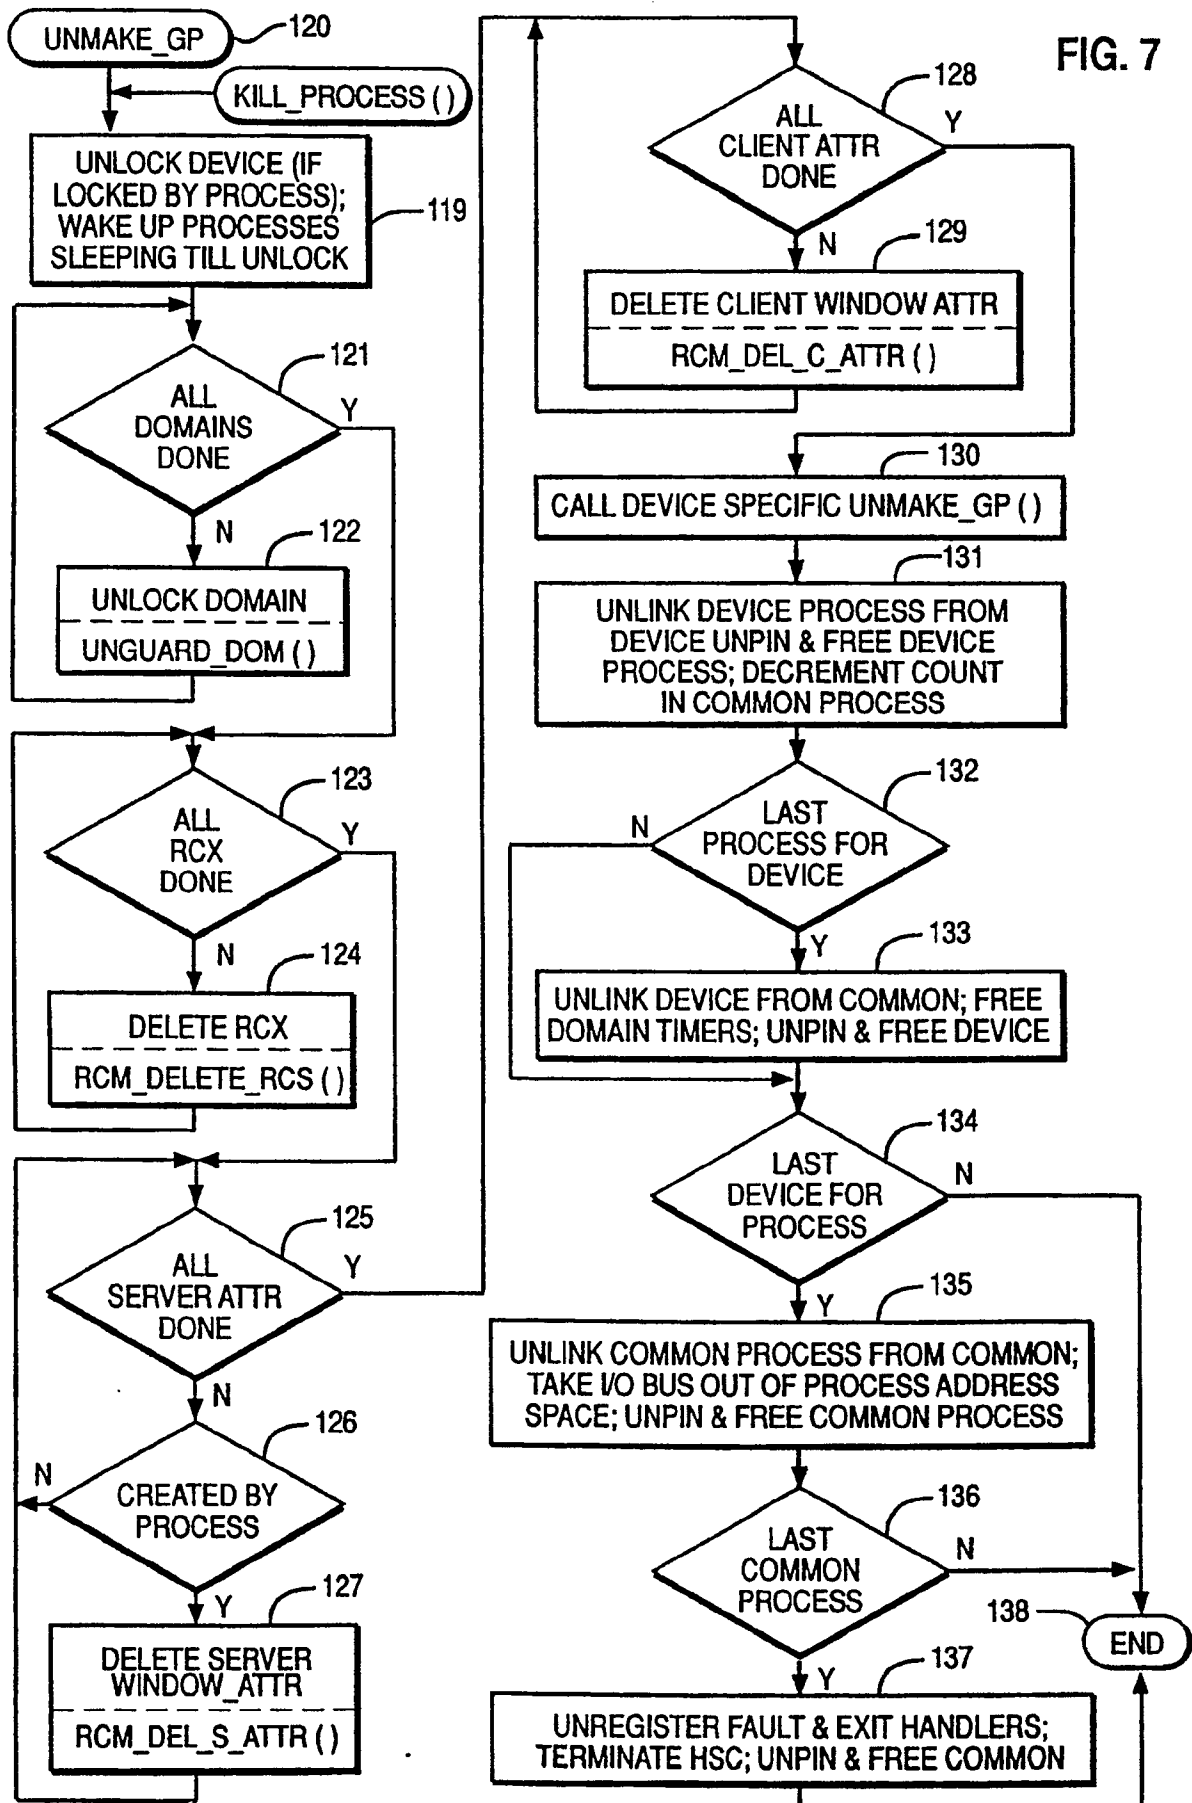 UNMAKE_GP
120
KILL_PROCESS ( )
UNLOCK DEVICE (IF
LOCKED BY PROCESS);
WAKE UP PROCESSES
SLEEPING TILL UNLOCK
119
121
ALL
DOMAINS
DONE
Y
N
122
UNLOCK DOMAIN
UNGUARD_DOM ( )
123
ALL
RCX
DONE
Y
N
124
DELETE RCX
RCM_DELETE_RCS ( )
125
ALL
SERVER ATTR
DONE
Y
N
126
N
CREATED BY
PROCESS
Y
127
DELETE SERVER
WINDOW_ATTR
RCM_DEL_S_ATTR ( )
FIG. 7
128
ALL
CLIENT ATTR
DONE
Y
N
129
DELETE CLIENT WINDOW ATTR
RCM_DEL_C_ATTR ( )
130
CALL DEVICE SPECIFIC UNMAKE_GP ( )
131
UNLINK DEVICE PROCESS FROM
DEVICE UNPIN & FREE DEVICE
PROCESS; DECREMENT COUNT
IN COMMON PROCESS
132
N
LAST
PROCESS FOR
DEVICE
Y
133
UNLINK DEVICE FROM COMMON; FREE
DOMAIN TIMERS; UNPIN & FREE DEVICE
134
LAST
DEVICE FOR
PROCESS
N
Y
135
UNLINK COMMON PROCESS FROM COMMON;
TAKE I/O BUS OUT OF PROCESS ADDRESS
SPACE; UNPIN & FREE COMMON PROCESS
136
LAST
COMMON
PROCESS
N
138
END
Y
137
UNREGISTER FAULT & EXIT HANDLERS;
TERMINATE HSC; UNPIN & FREE COMMON